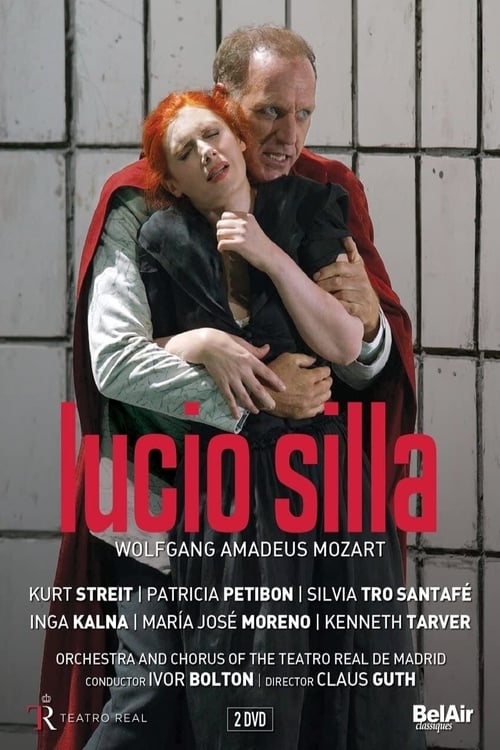 lucio silla
WOLFGANG AMADEUS MOZART
KURT STREIT | PATRICIA PETIBON | SILVIA TRO SANTAFÉ
INGA KALNA | MARÍA JOSÉ MORENO | KENNETH TARVER
ORCHESTRA AND CHORUS OF THE TEATRO REAL DE MADRID
CONDUCTOR IVOR BOLTON | DIRECTOR CLAUS GUTH
TR TEATRO REAL
2 DVD
BelAir
classiques